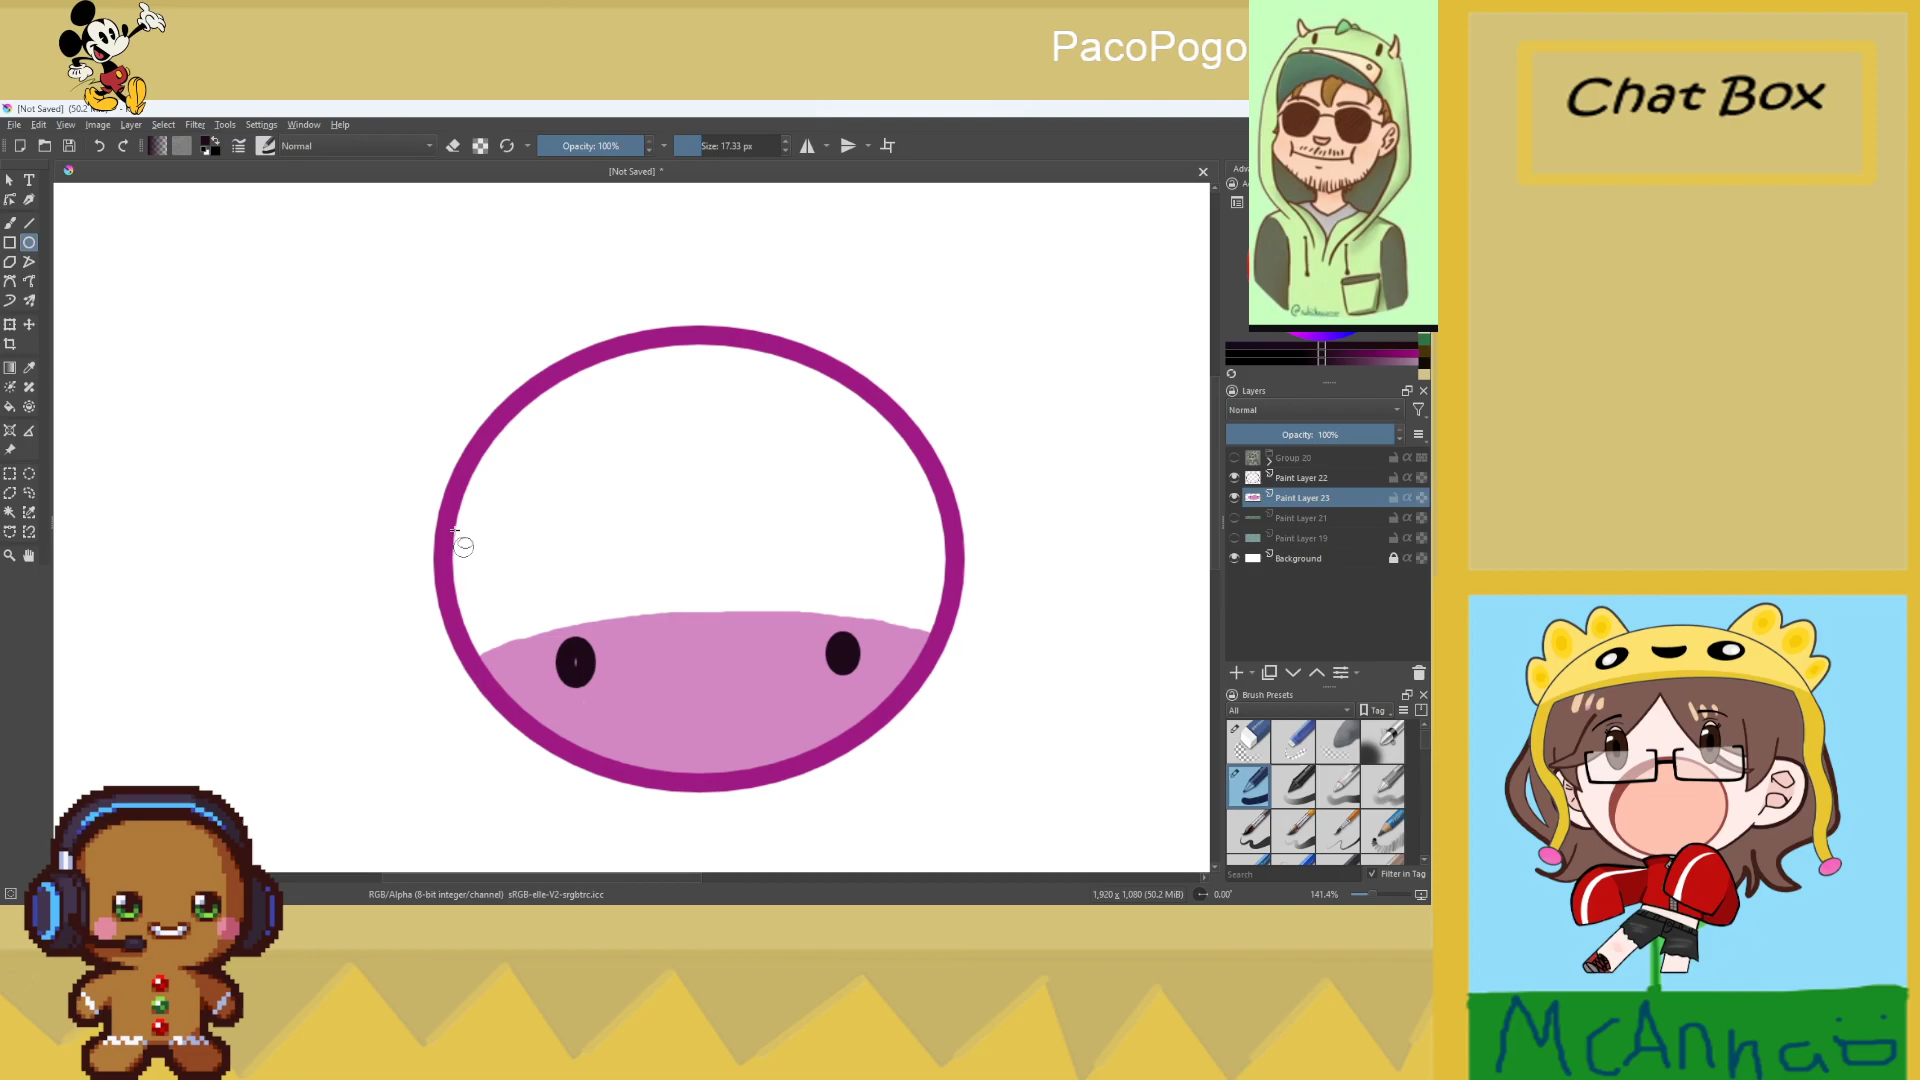 PacoPogo
Chat Box
[Not Saved] (50.2
File Edit View Image Layer Select Filter Tools Settings Window Help
Normal
Opacity: 100%
Size: 17.33 px
[Not Saved] *
Layers
Normal
Opacity: 100%
Group 20
Paint Layer 22
Paint Layer 23
Paint Layer 21
Paint Layer 19
Background
Brush Presets
All
Tag
Search
Filter in Tag
RGB/Alpha (8-bit integer/channel) sRGB-elle-V2-srgbtrc.icc
1,920 x 1,080 (50.2 MiB)
0.00°
141.4%
McAnna